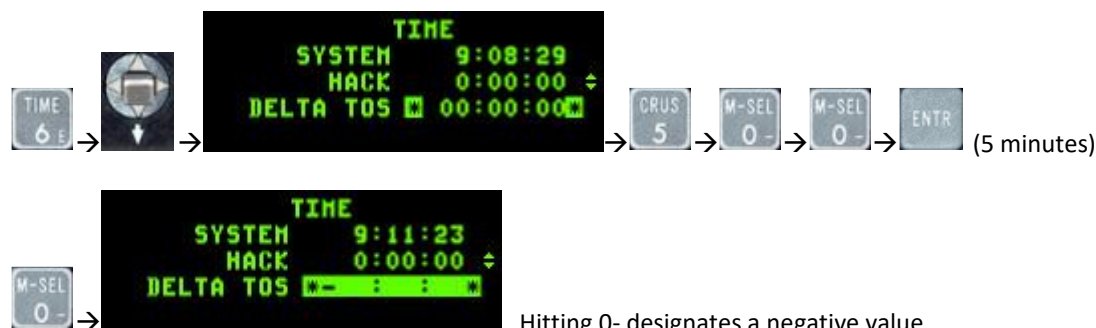 TIME
SYSTEM 9:08:29
HACK 0:00:00
DELTA TOS * 00:00:00*
TIME
6 E
→ → → CRUS
5 → M-SEL
0 - → M-SEL
0 - → ENTR (5 minutes)
TIME
SYSTEM 9:11:23
HACK 0:00:00
DELTA TOS *- : : *
M-SEL
0 - →
Hitting 0- designates a negative value